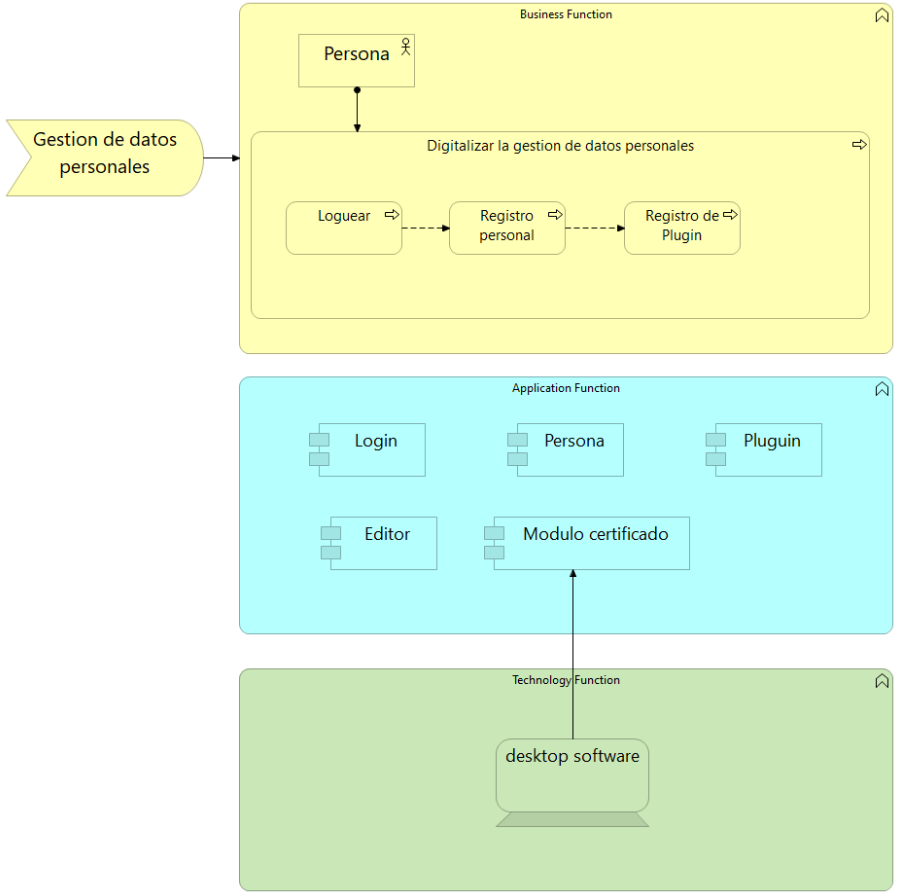 Business Function
Persona
Gestion de datos
personales
Digitalizar la gestion de datos personales
Loguear
Registro
personal
Registro de
Plugin
Application Function
Login
Persona
Pluguin
Editor
Modulo certificado
Technology Function
desktop software